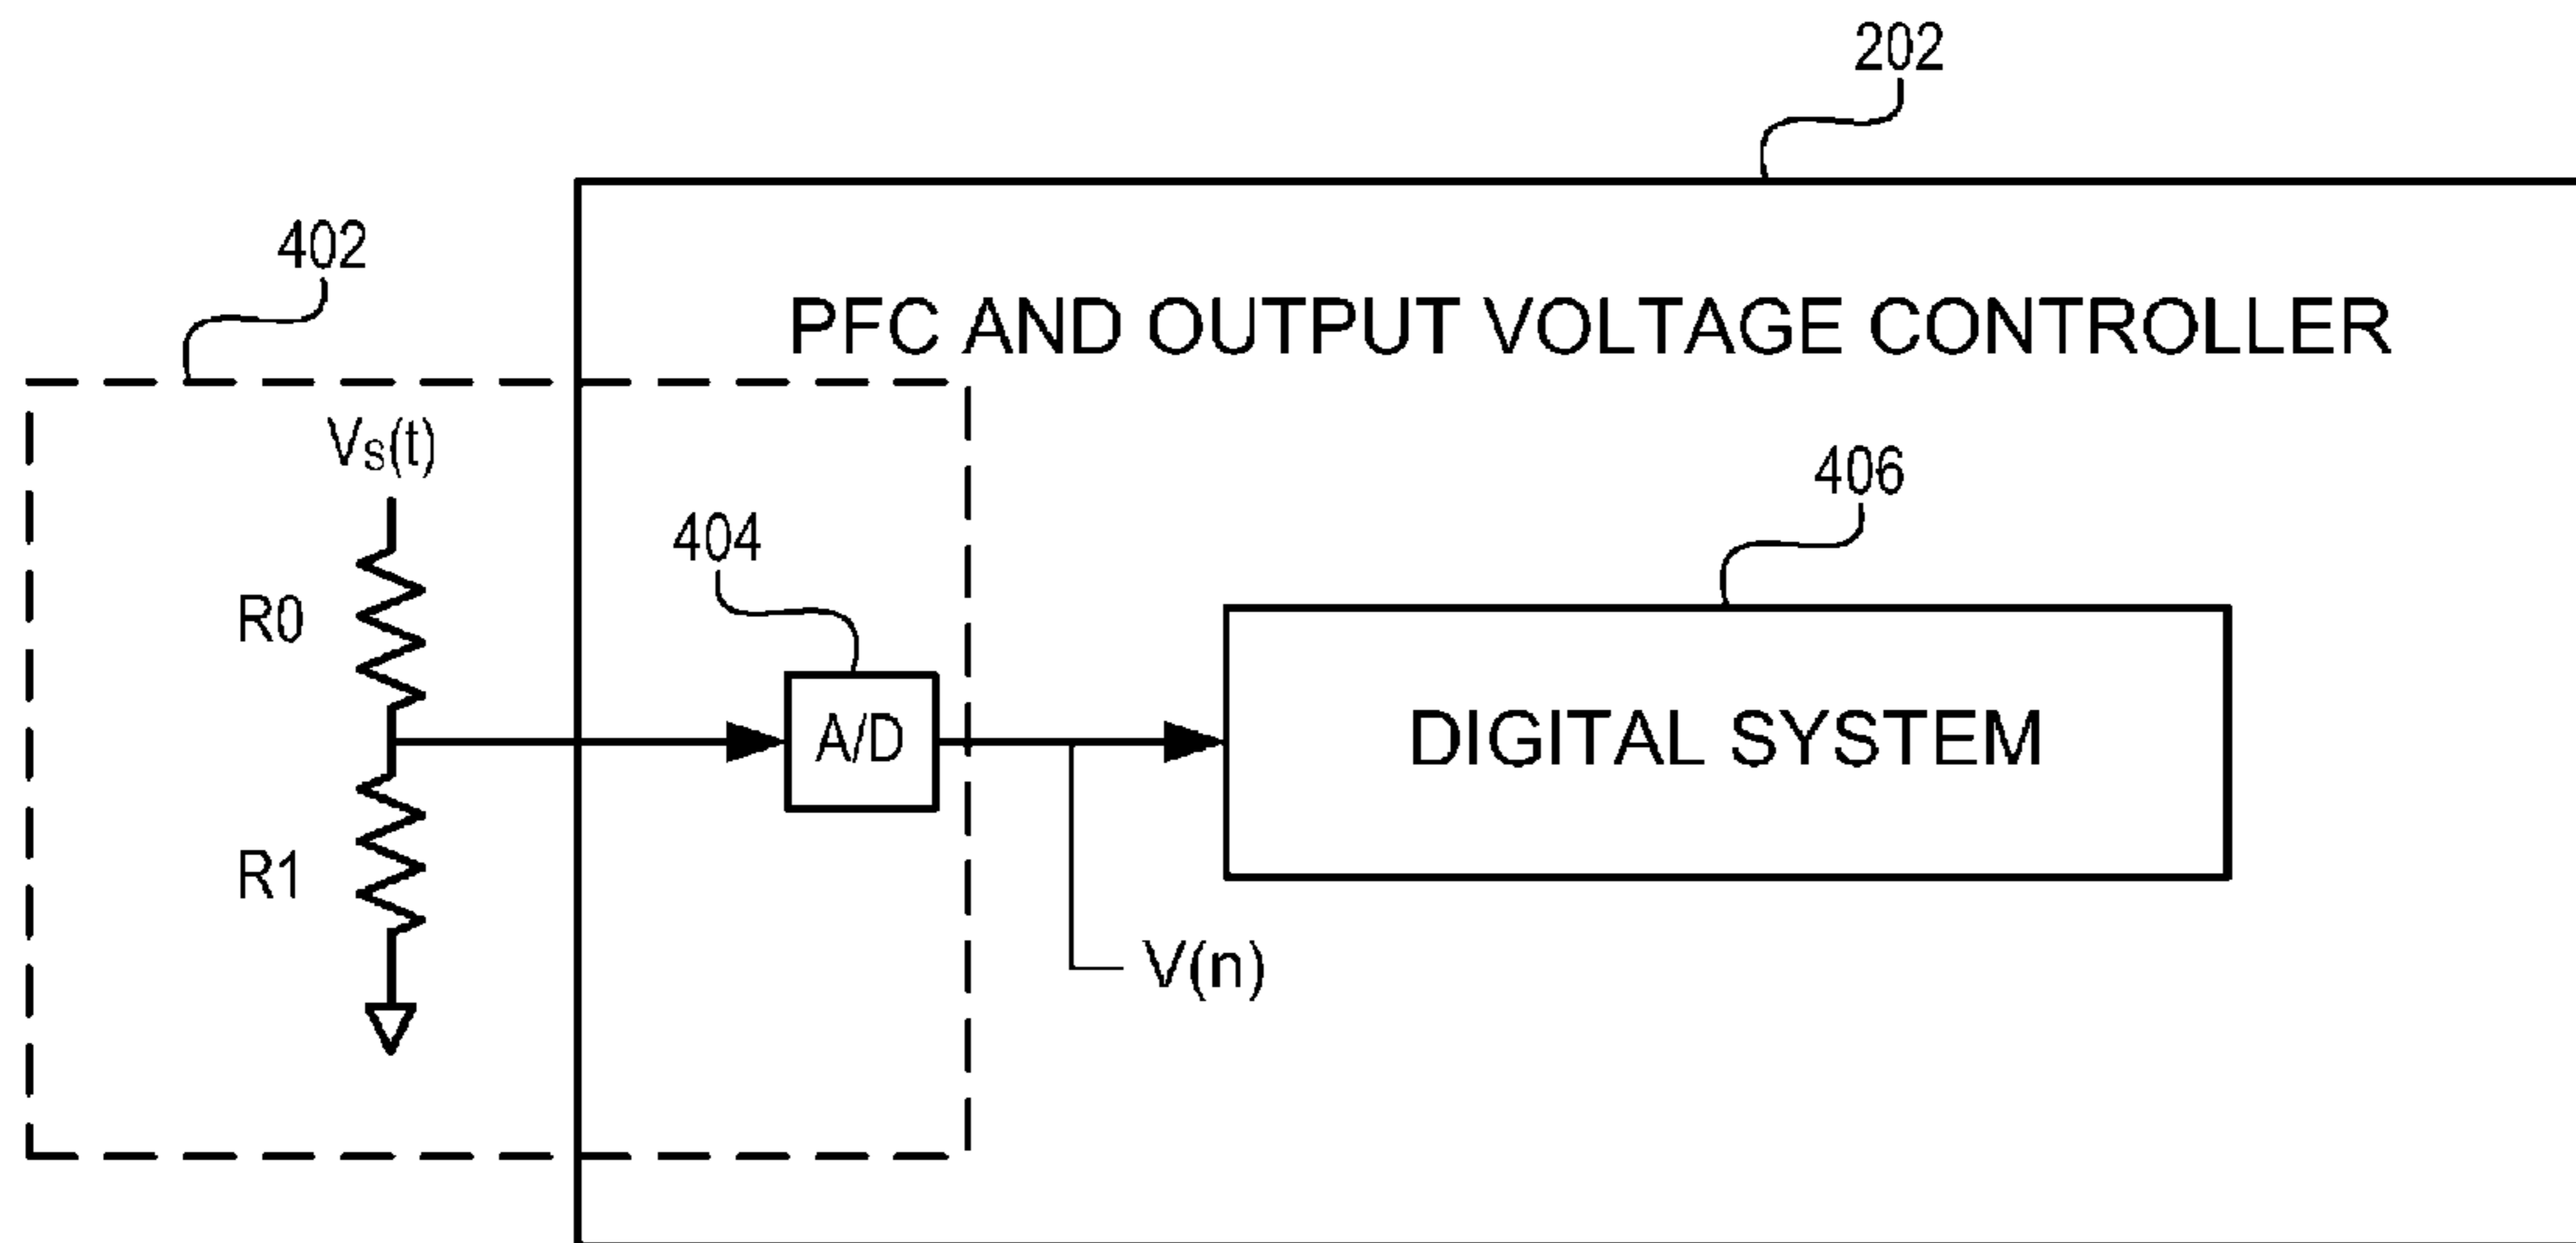 202
402
PFC AND OUTPUT VOLTAGE CONTROLLER
Vs(t)
406
404
R0
A/D
DIGITAL SYSTEM
R1
V(n)